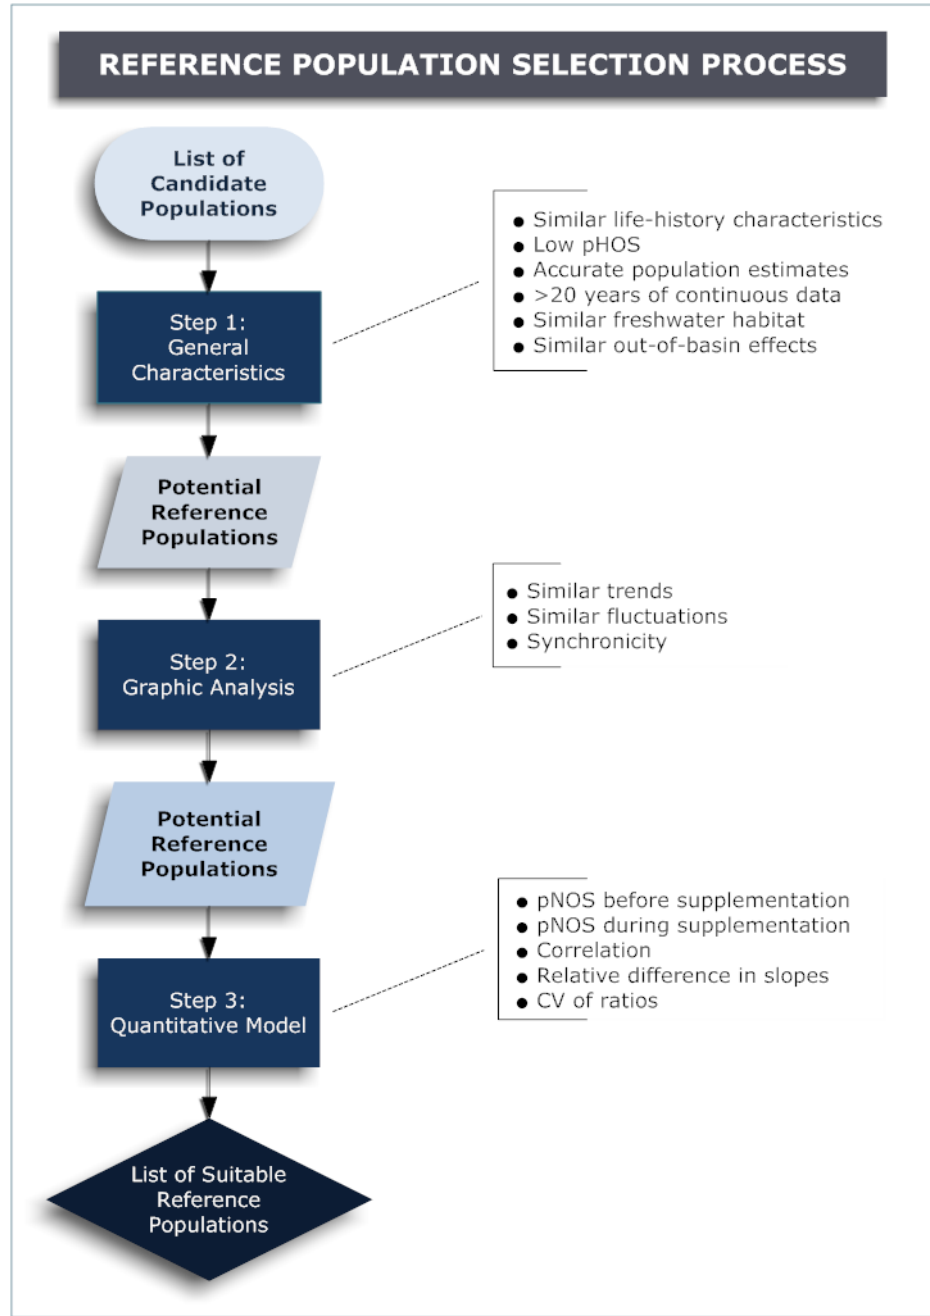 REFERENCE POPULATION SELECTION PROCESS
List of
Candidate
Populations
● Similar life-history characteristics
● Low pHOS
● Accurate population estimates
● >20 years of continuous data
● Similar freshwater habitat
● Similar out-of-basin effects
Step 1:
General
Characteristics
Potential
Reference
Populations
● Similar trends
● Similar fluctuations
● Synchronicity
Step 2:
Graphic Analysis
Potential
Reference
Populations
● pNOS before supplementation
● pNOS during supplementation
● Correlation
● Relative difference in slopes
● CV of ratios
Step 3:
Quantitative Model
List of Suitable
Reference
Populations